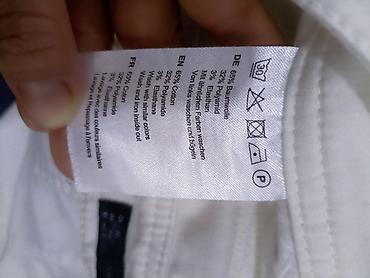 30
P
DE
65% Baumwolle
32% Polyamid
3% Elasthan
Mit ähnlichen Farben waschen
Von links waschen und bügeln
EN
65% Cotton
32% Polyamide
3% Elastane
Wash with similar colors
Wash and iron inside out
FR
65% Coton
32% Polyamide
3% Elasthanne
Lavage avec des couleurs similaires
Lavage et Repassage à l'envers